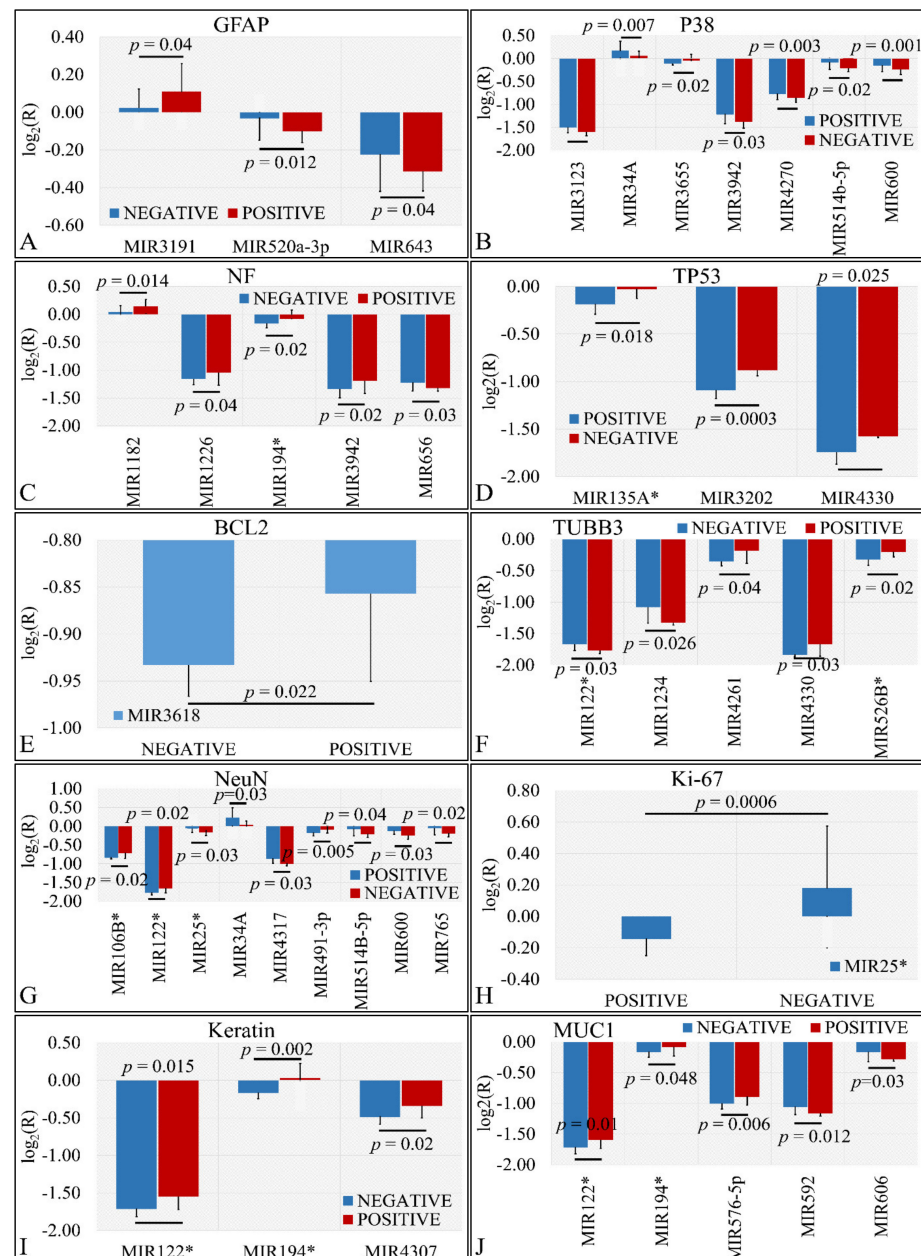 GFAP
0.40
0.20
0.00
-0.20
-0.40
-0.60
log₂(R)
p = 0.04
p = 0.012
p = 0.04
NEGATIVE POSITIVE
A
MIR3191 MIR520a-3p MIR643
P38
p = 0.007
0.50
0.00
-0.50
-1.00
-1.50
-2.00
log₂(R)
p = 0.003
p = 0.001
p = 0.02
p = 0.02
p = 0.03
POSITIVE
NEGATIVE
B
MIR3123
MIR34A
MIR3655
MIR3942
MIR4270
MIR514b-5p
MIR600
NF
p = 0.014
0.50
0.00
-0.50
-1.00
-1.50
-2.00
log₂(R)
NEGATIVE POSITIVE
p = 0.02
p = 0.04
p = 0.02
p = 0.03
C
MIR1182
MIR1226
MIR194*
MIR3942
MIR656
TP53
p = 0.025
0.00
-0.50
-1.00
-1.50
-2.00
log2(R)
p = 0.018
p = 0.0003
POSITIVE
NEGATIVE
D
MIR135A* MIR3202 MIR4330
BCL2
-0.80
-0.85
-0.90
-0.95
-1.00
log₂(R)
p = 0.022
MIR3618
E
NEGATIVE POSITIVE
TUBB3
NEGATIVE POSITIVE
0.00
-0.50
-1.00
-1.50
-2.00
log₂(R)
p = 0.04
p = 0.02
p = 0.026
p = 0.03
p = 0.03
F
MIR122*
MIR1234
MIR4261
MIR4330
MIR526B*
NeuN
1.00
0.50
0.00
-0.50
-1.00
-1.50
-2.00
log₂(R)
p=0.03
p = 0.02
p = 0.04
p = 0.02
p = 0.03
p = 0.005
p = 0.03
p = 0.02
p = 0.03
POSITIVE
NEGATIVE
G
MIR106B*
MIR122*
MIR25*
MIR34A
MIR4317
MIR491-3p
MIR514B-5p
MIR600
MIR765
Ki-67
0.80
0.60
0.40
0.20
0.00
-0.20
-0.40
log₂(R)
p = 0.0006
MIR25*
H
POSITIVE NEGATIVE
Keratin
0.50
0.00
-0.50
-1.00
-1.50
-2.00
log₂(R)
p = 0.015
p = 0.002
p = 0.02
NEGATIVE
POSITIVE
I
MIR122* MIR194* MIR4307
MUC1
NEGATIVE POSITIVE
0.00
-0.50
-1.00
-1.50
-2.00
log2(R)
p = 0.048
p=0.03
p = 0.01
p = 0.006
p = 0.012
J
MIR122*
MIR194*
MIR576-5p
MIR592
MIR606